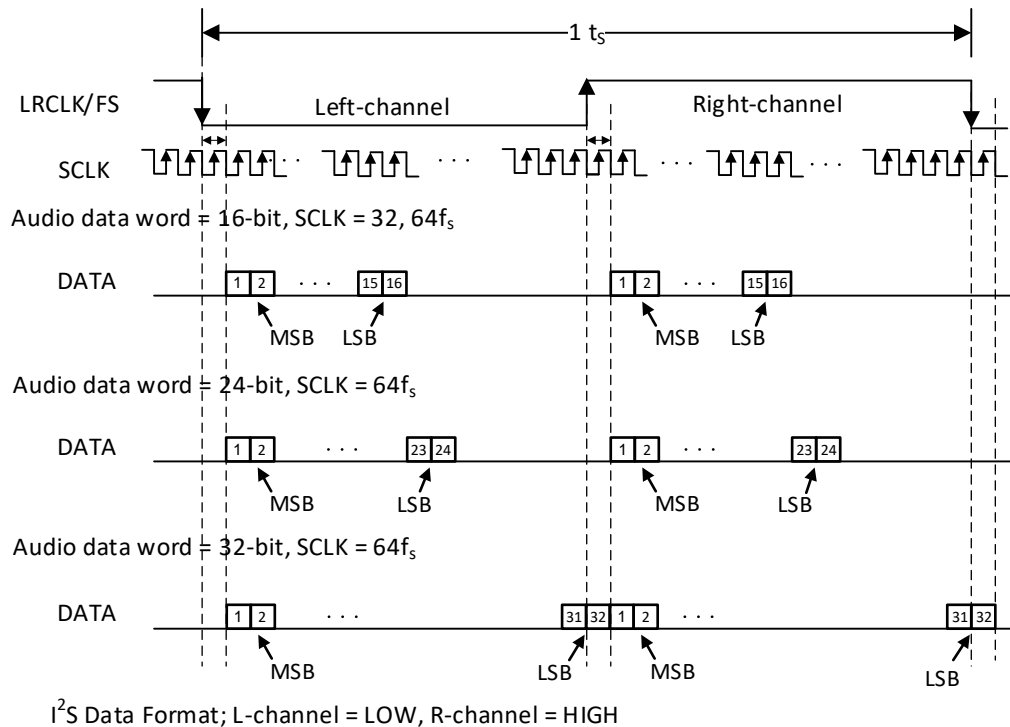 1 tS
LRCLK/FS Left-channel Right-channel
SCLK · · · · · · · · · · · ·
Audio data word = 16-bit, SCLK = 32, 64fs
DATA 1 2 · · · 15 16 1 2 · · · 15 16
MSB LSB MSB LSB
Audio data word = 24-bit, SCLK = 64fs
DATA 1 2 · · · 23 24 1 2 · · · 23 24
MSB LSB MSB LSB
Audio data word = 32-bit, SCLK = 64fs
DATA 1 2 · · · 31 32 1 2 · · · 31 32
MSB LSB MSB LSB
I²S Data Format; L-channel = LOW, R-channel = HIGH